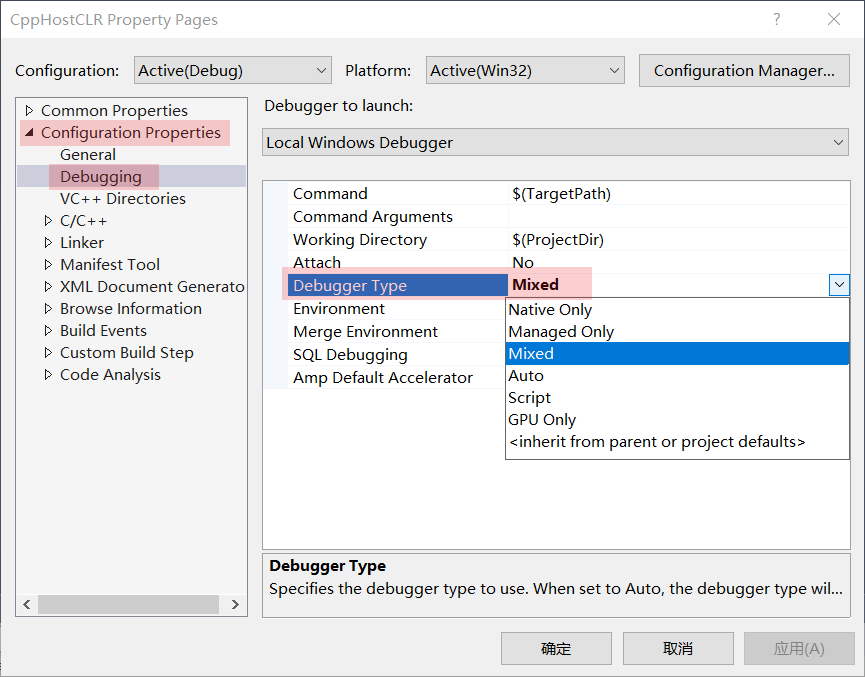 CppHostCLR Property Pages
Configuration: Active(Debug) Platform: Active(Win32) Configuration Manager...
Common Properties
Configuration Properties
General
Debugging
VC++ Directories
C/C++
Linker
Manifest Tool
XML Document Generato
Browse Information
Build Events
Custom Build Step
Code Analysis
Debugger to launch:
Local Windows Debugger
Command $(TargetPath)
Command Arguments
Working Directory $(ProjectDir)
Attach No
Debugger Type Mixed
Environment
Merge Environment
SQL Debugging
Amp Default Accelerator
Native Only
Managed Only
Mixed
Auto
Script
GPU Only
<inherit from parent or project defaults>
Debugger Type
Specifies the debugger type to use. When set to Auto, the debugger type wil...
确定 取消 应用(A)